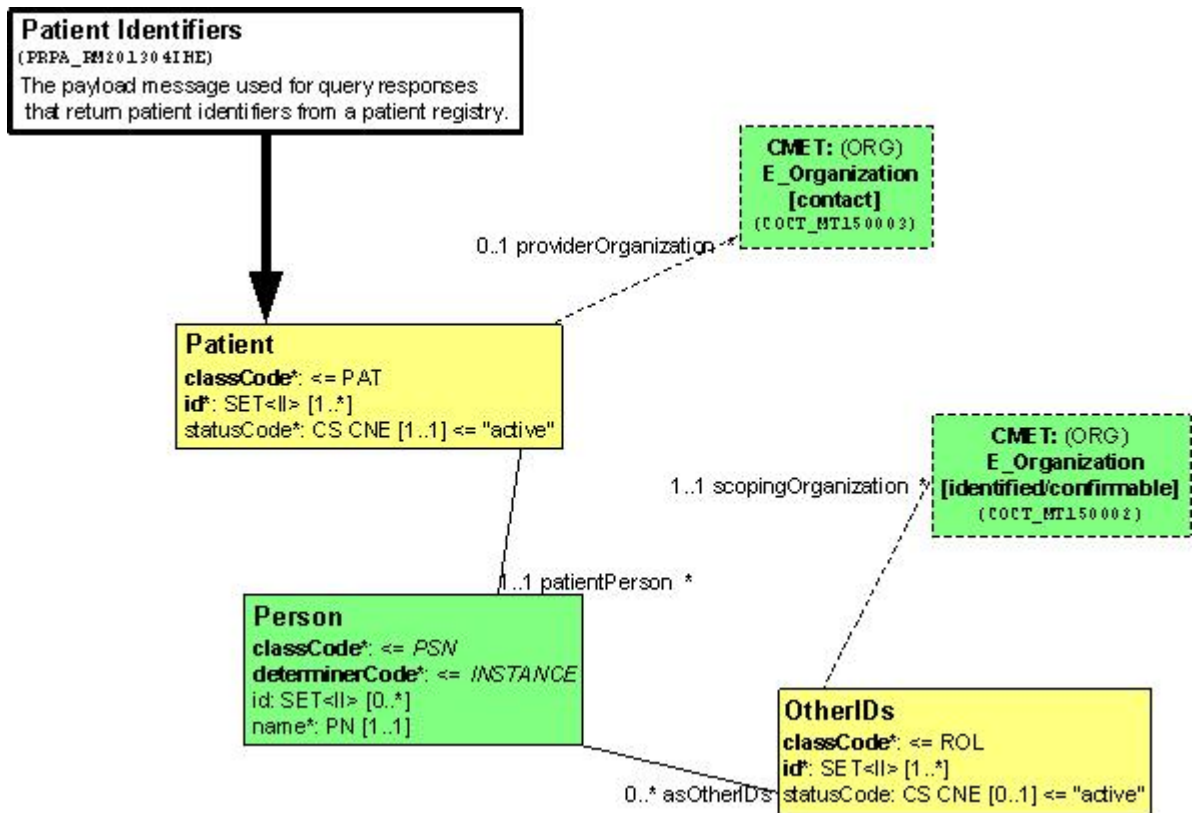 Patient Identifiers
(PRPA_RM201304IHE)
The payload message used for query responses
that return patient identifiers from a patient registry.
CMET: (ORG)
E_Organization
[contact]
(COCT_MT150003)
0..1 providerOrganization *
Patient
classCode*: <= PAT
id*: SET<II> [1..*]
statusCode*: CS CNE [1..1] <= "active"
CMET: (ORG)
E_Organization
[identified/confirmable]
(COCT_MT150002)
1..1 scopingOrganization *
1..1 patientPerson *
Person
classCode*: <= PSN
determinerCode*: <= INSTANCE
id: SET<II> [0..*]
name*: PN [1..1]
OtherIDs
classCode*: <= ROL
id*: SET<II> [1..*]
statusCode: CS CNE [0..1] <= "active"
0..* asOtherIDs